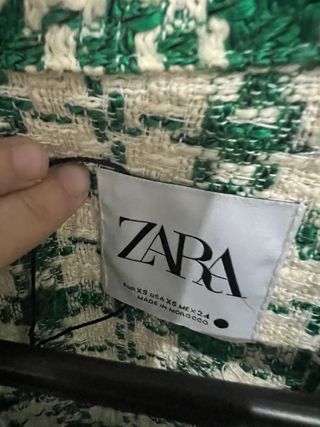 ZARA
EUR XS USA XS MEX 24
MADE IN MOROCCO